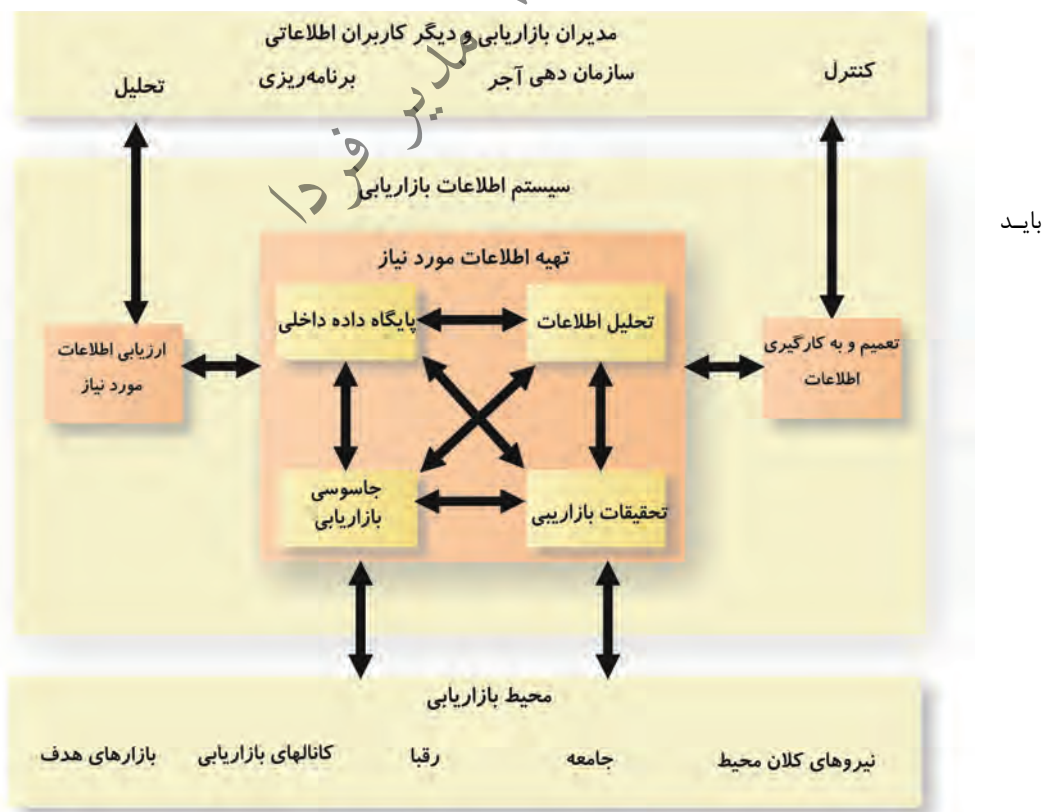 مدیران بازاریابی و دیگر کاربران اطلاعاتی
کنترل
سازمان دهی آجر
برنامه‌ریزی
تحلیل
مدیر فردا
سیستم اطلاعات بازاریابی
باید
تهیه اطلاعات مورد نیاز
تحلیل اطلاعات
پایگاه داده داخلی
تعمیم و به کارگیری
اطلاعات
ارزیابی اطلاعات
مورد نیاز
تحقیقات بازاریبی
جاسوسی
بازاریابی
محیط بازاریابی
نیروهای کلان محیط
جامعه
رقبا
کانالهای بازاریابی
بازارهای هدف